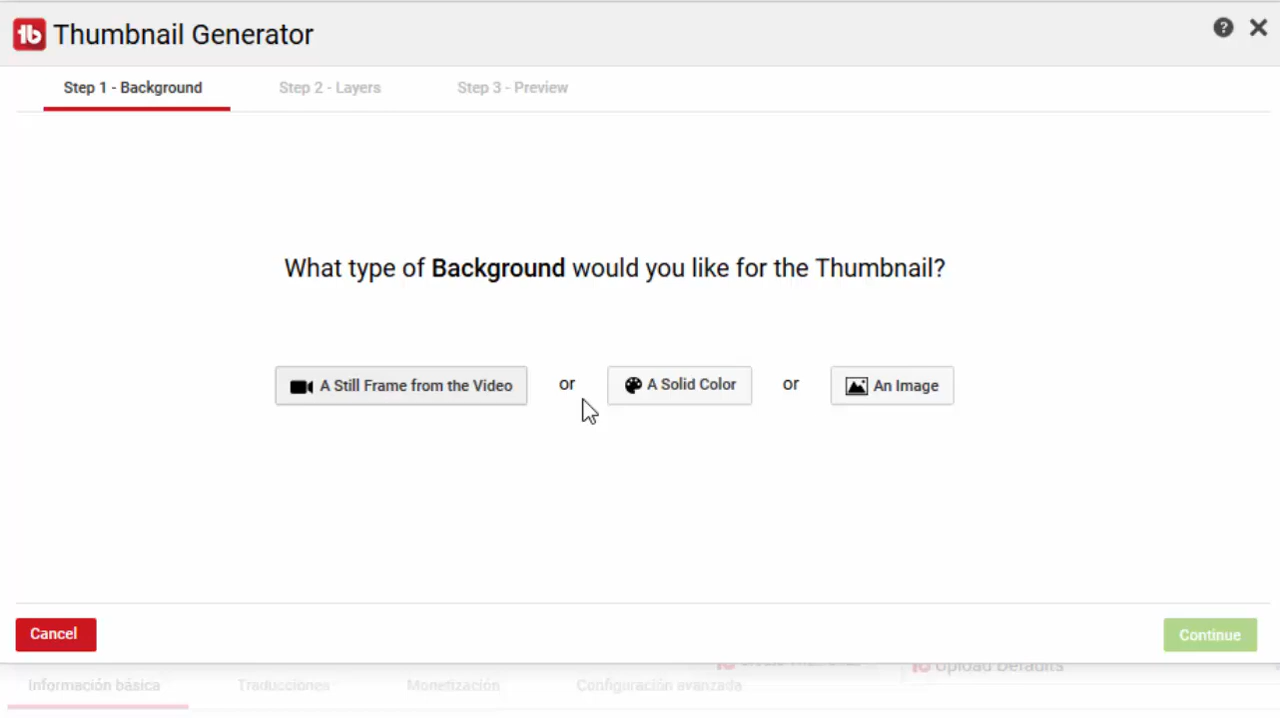 Thumbnail Generator
Step 1 - Background Step 2 - Layers Step 3 - Preview
What type of Background would you like for the Thumbnail?
A Still Frame from the Video or A Solid Color or An Image
Cancel Continue
Upload Defaults
Información básica Traducciones Monetización Configuración avanzada